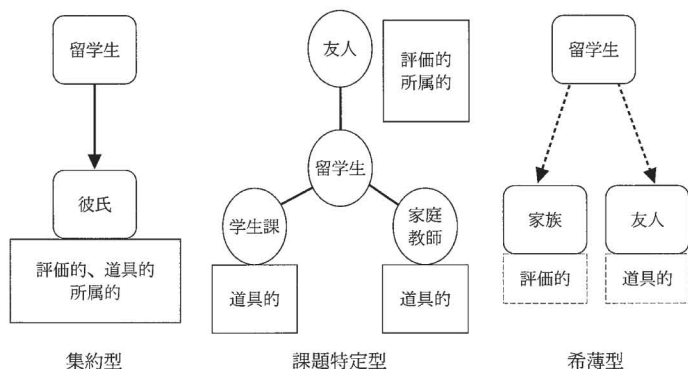 留学生
彼氏
評価的、道具的
所属的
集約型
友人
評価的
所属的
留学生
学生課
家庭
教師
道具的
道具的
課題特定型
留学生
家族
友人
評価的
道具的
希薄型